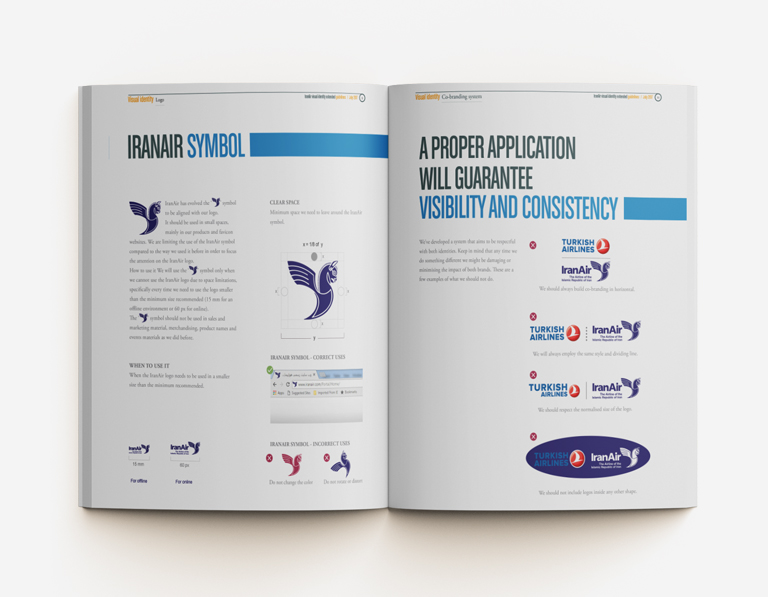 Visual identity Logo
IRANAIR SYMBOL
IranAir has evolved the symbol
to be aligned with our logo.
It should be used in small spaces,
mainly to our products and favicon
websites. We are limiting the use of the IranAir symbol
compared to the way we used it before in order to focus
the attention on the IranAir logo.
How to use it We will use the symbol only when
we cannot use the IranAir logo due to space limitations,
specifically every time we need to use the logo smaller
than the minimum size recommended (15 mm for an
offline environment or 60 px for online)
The symbol should not be used in sales and
marketing material, merchandising, product names and
events materials as we did before.
WHEN TO USE IT
When the IranAir logo needs to be used in a smaller
size than the minimum recommended.
IranAir
IranAir
15 mm
60 px
For offline
For online
CLEAR SPACE
Minimum space we need to have around the IranAir
symbol.
x = 1/8 of y
x
x
y
IRANAIR SYMBOL - CORRECT USES
IRANAIR SYMBOL - INCORRECT USES
Do not change the color
Do not rotate or distort
Visual identity Co-branding system
A PROPER APPLICATION
WILL GUARANTEE
VISIBILITY AND CONSISTENCY
We've developed a system that aims to be respectful
with both identities. Keep in mind that any time we
do something different we might be damaging or
minimizing the impact of both brands. These are a
few examples of what we should not do.
TURKISH
AIRLINES
IranAir
The Airline of the
Islamic Republic of Iran
We should always build co-branding in horizontal.
TURKISH
AIRLINES
IranAir
The Airline of the
Islamic Republic of Iran
We will always employ the same style and dividing line.
TURKISH
AIRLINES
IranAir
The Airline of the
Islamic Republic of Iran
We should respect the normalised size of the logo.
TURKISH
AIRLINES
IranAir
The Airline of the
Islamic Republic of Iran
We should not include logos inside any other shape.